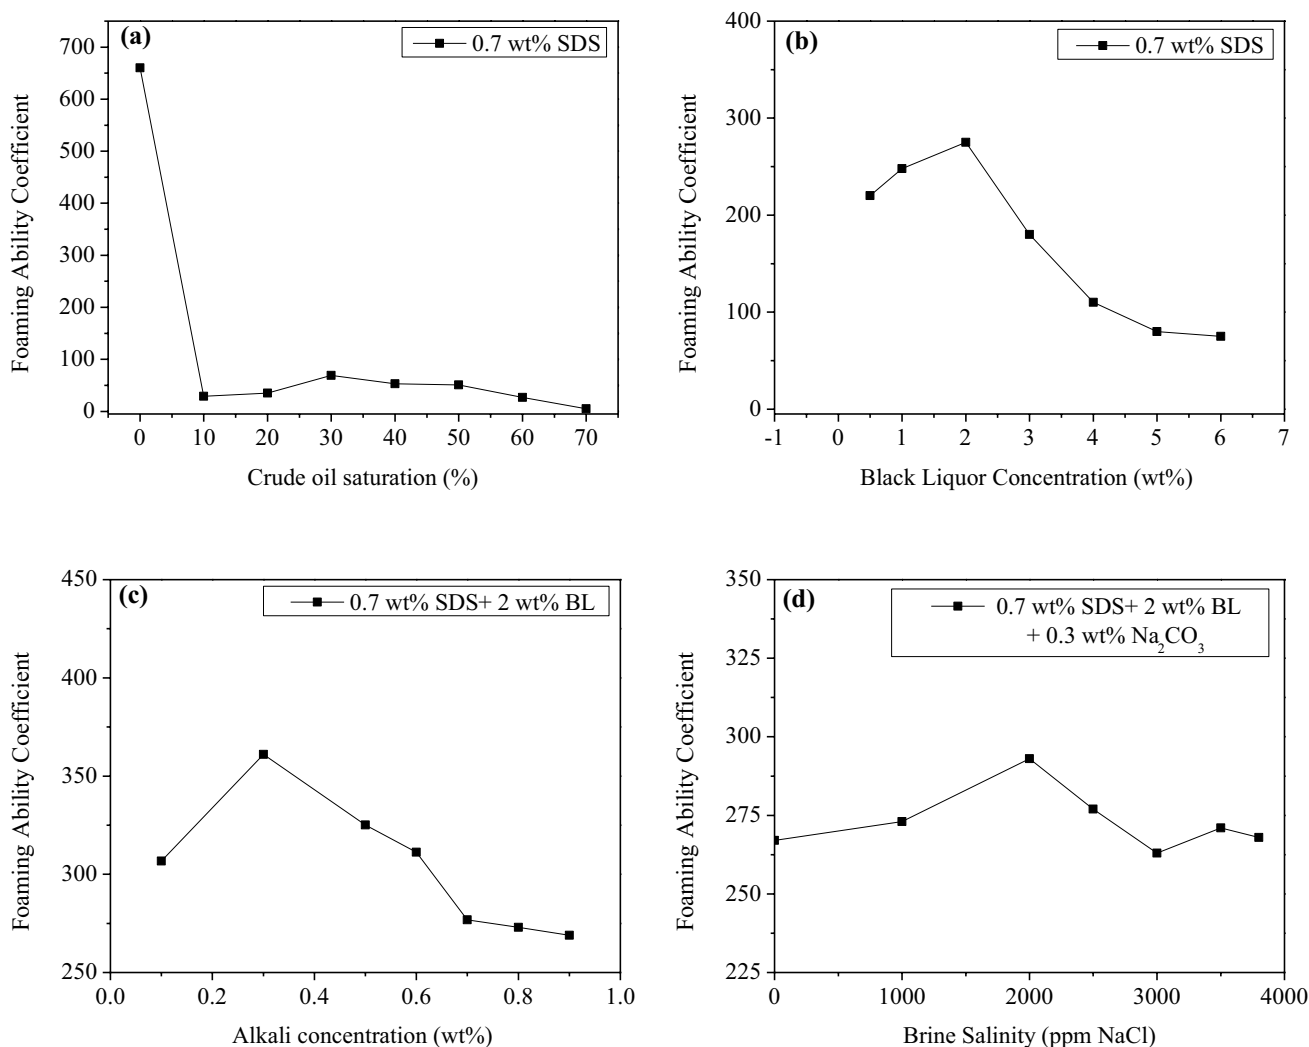 (a)
0.7 wt% SDS
700
600
500
400
300
200
100
0
0 10 20 30 40 50 60 70
Foaming Ability Coefficient
Crude oil saturation (%)
(b)
0.7 wt% SDS
400
300
200
100
0
-1 0 1 2 3 4 5 6 7
Foaming Ability Coefficient
Black Liquor Concentration (wt%)
(c)
0.7 wt% SDS+ 2 wt% BL
450
400
350
300
250
0.0 0.2 0.4 0.6 0.8 1.0
Foaming Ability Coefficient
Alkali concentration (wt%)
(d)
0.7 wt% SDS+ 2 wt% BL
+ 0.3 wt% Na₂CO₃
350
325
300
275
250
225
0 1000 2000 3000 4000
Foaming Ability Coefficient
Brine Salinity (ppm NaCl)